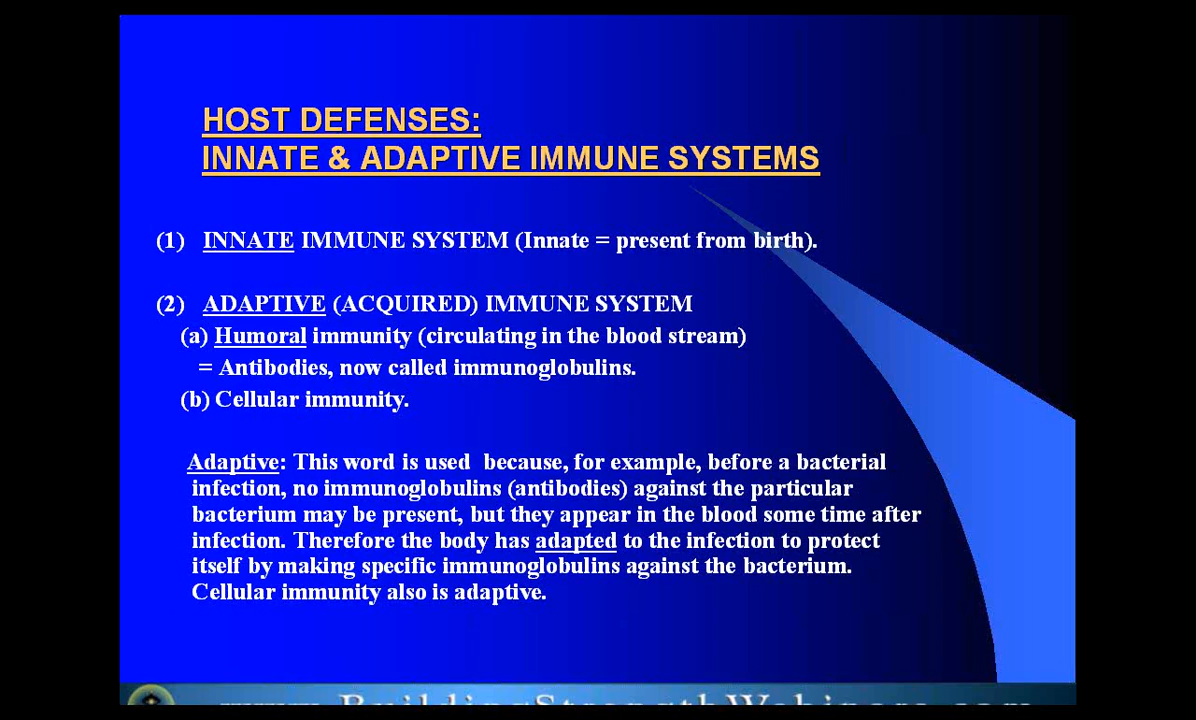 HOST DEFENSES:
INNATE & ADAPTIVE IMMUNE SYSTEMS
(1) INNATE IMMUNE SYSTEM (Innate = present from birth).
(2) ADAPTIVE (ACQUIRED) IMMUNE SYSTEM
(a) Humoral immunity (circulating in the blood stream)
= Antibodies, now called immunoglobulins.
(b) Cellular immunity.
Adaptive: This word is used because, for example, before a bacterial
infection, no immunoglobulins (antibodies) against the particular
bacterium may be present, but they appear in the blood some time after
infection. Therefore the body has adapted to the infection to protect
itself by making specific immunoglobulins against the bacterium.
Cellular immunity also is adaptive.
www.BuildingStrengthWebinars.com